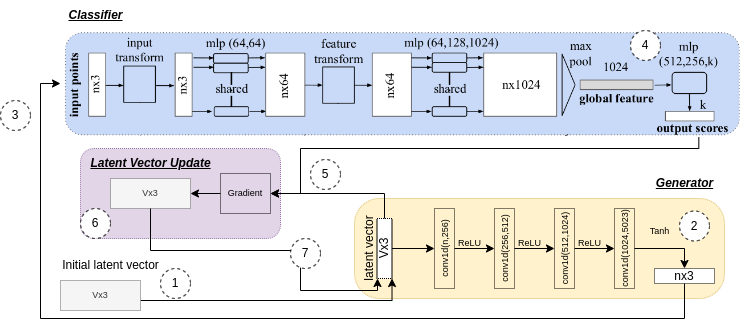 Classifier
input points
nx3
input
transform
nx3
mlp (64,64)
shared
nx64
feature
transform
nx64
mlp (64,128,1024)
shared
nx1024
max
pool
1024
global feature
4
mlp
(512,256,k)
k
output scores
3
Latent Vector Update
Vx3
Gradient
5
6
7
Initial latent vector
Vx3
1
Generator
latent vector
Vx3
conv1d(n,256)
ReLU
conv1d(256,512)
ReLU
conv1d(512,1024)
ReLU
conv1d(1024,5023)
Tanh
2
nx3